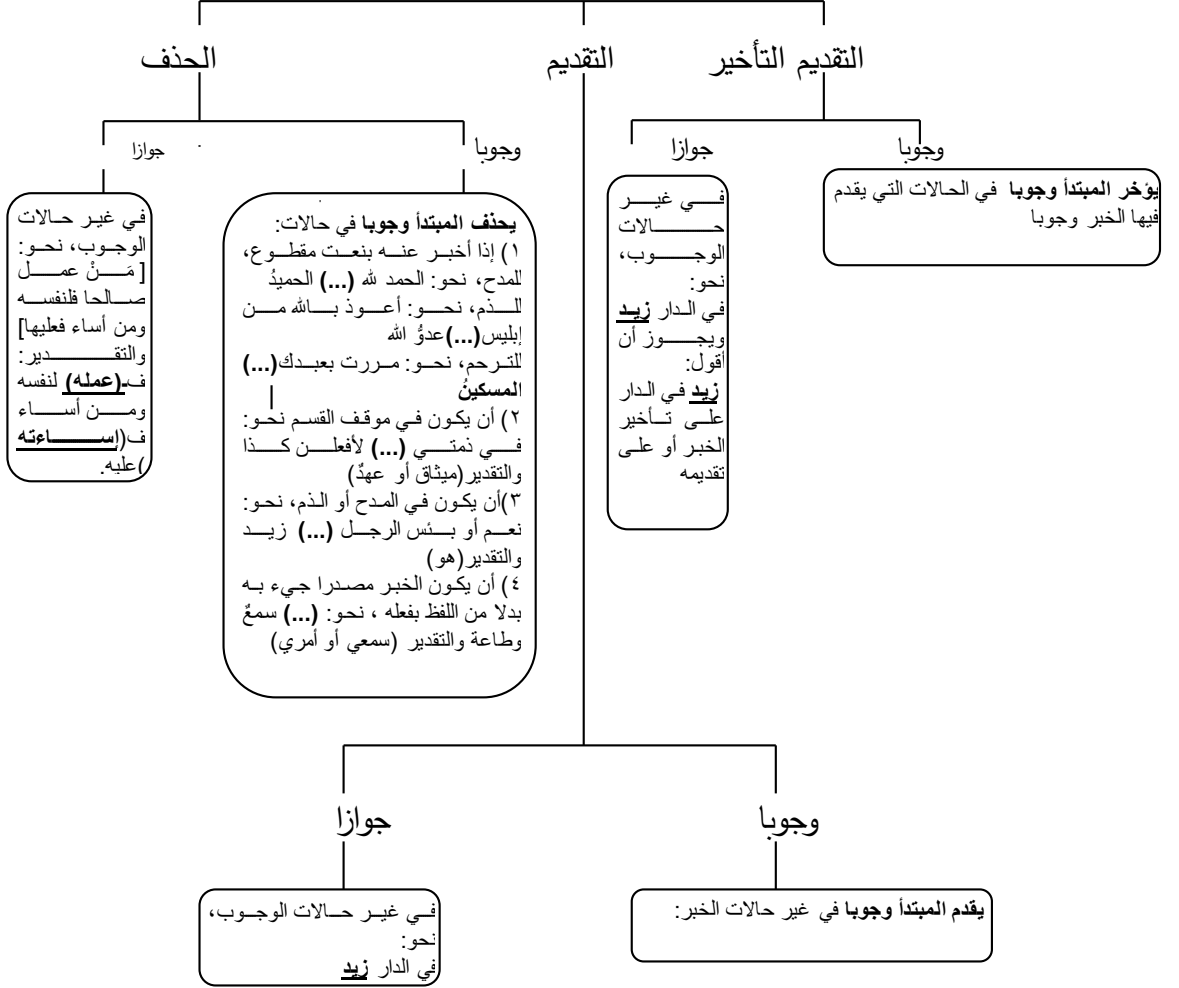 التقديم التأخير
التقديم
الحذف
وجوبا
جوازا
وجوبا
جوازا
يؤخر المبتدأ وجوبا في الحالات التي يقدم
فيها الخبر وجوبا
في غير
حالات
الوجوب،
نحو:
في الدار زيد
ويجوز أن
أقول:
زيد في الدار
على تأخير
الخبر أو على
تقديمه
يحذف المبتدأ وجوبا في حالات:
١) إذا أخبر عنه بنعت مقطوع،
للمدح، نحو: الحمد لله (...) الحميدُ
للذم، نحو: أعوذ بالله من
إبليس(...)عدوُّ الله
للترحم، نحو: مررت بعبدك(...)
المسكينُ
٢) أن يكون في موقف القسم نحو:
في ذمتي (...) لأفعلن كذا
والتقدير(ميثاق أو عهدٌ)
٣)أن يكون في المدح أو الذم، نحو:
نعم أو بئس الرجل (...) زيد
والتقدير(هو)
٤) أن يكون الخبر مصدرا جيء به
بدلا من اللفظ بفعله ، نحو: (...) سمعٌ
وطاعة والتقدير (سمعي أو أمري)
في غير حالات
الوجوب، نحو:
[ مَنْ عمل
صالحا فلنفسه
ومن أساء فعليها]
والتقدير:
فـ(عمله) لنفسه
ومن أساء
ف(إساءته
)عليه.
وجوبا
جوازا
يقدم المبتدأ وجوبا في غير حالات الخبر:
في غير حالات الوجوب،
نحو:
في الدار زيد